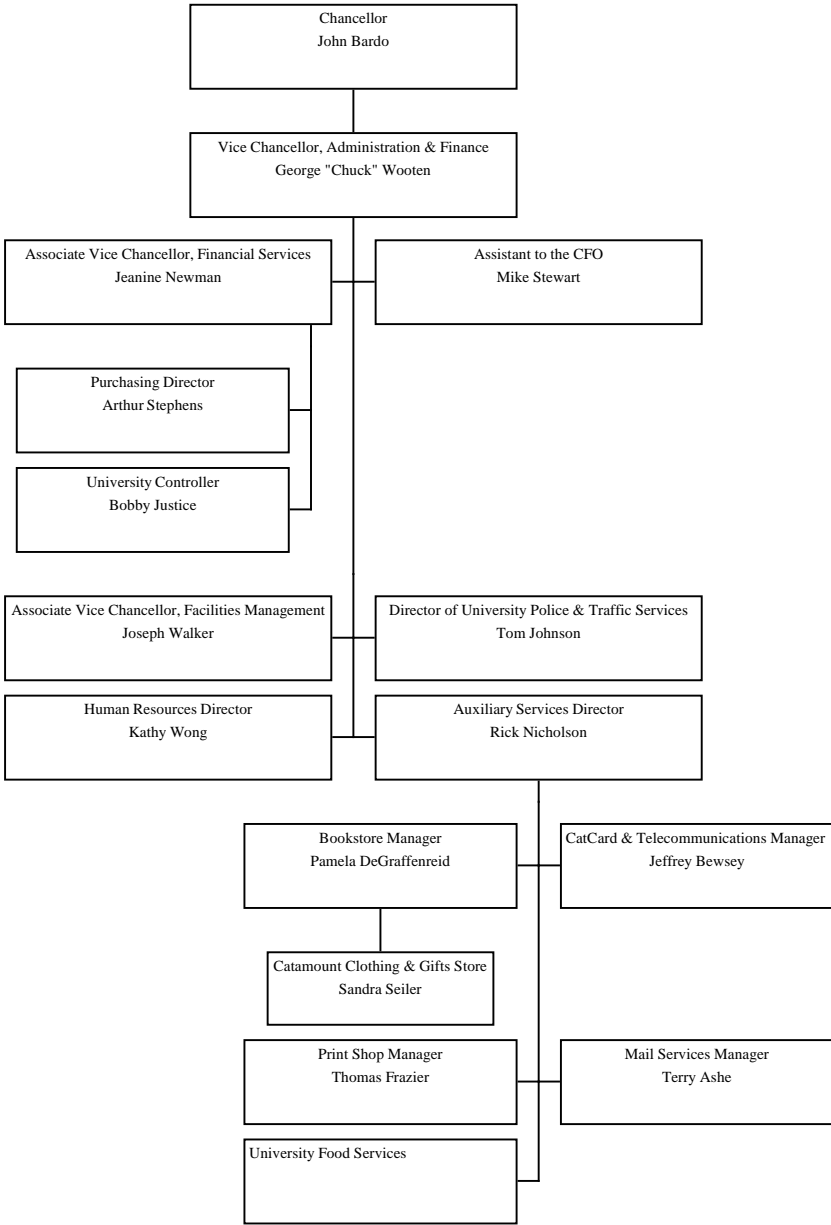 Chancellor
John Bardo
Vice Chancellor, Administration & Finance
George "Chuck" Wooten
Associate Vice Chancellor, Financial Services
Jeanine Newman
Assistant to the CFO
Mike Stewart
Purchasing Director
Arthur Stephens
University Controller
Bobby Justice
Associate Vice Chancellor, Facilities Management
Joseph Walker
Director of University Police & Traffic Services
Tom Johnson
Human Resources Director
Kathy Wong
Auxiliary Services Director
Rick Nicholson
Bookstore Manager
Pamela DeGraffenreid
CatCard & Telecommunications Manager
Jeffrey Bewsey
Catamount Clothing & Gifts Store
Sandra Seiler
Print Shop Manager
Thomas Frazier
Mail Services Manager
Terry Ashe
University Food Services